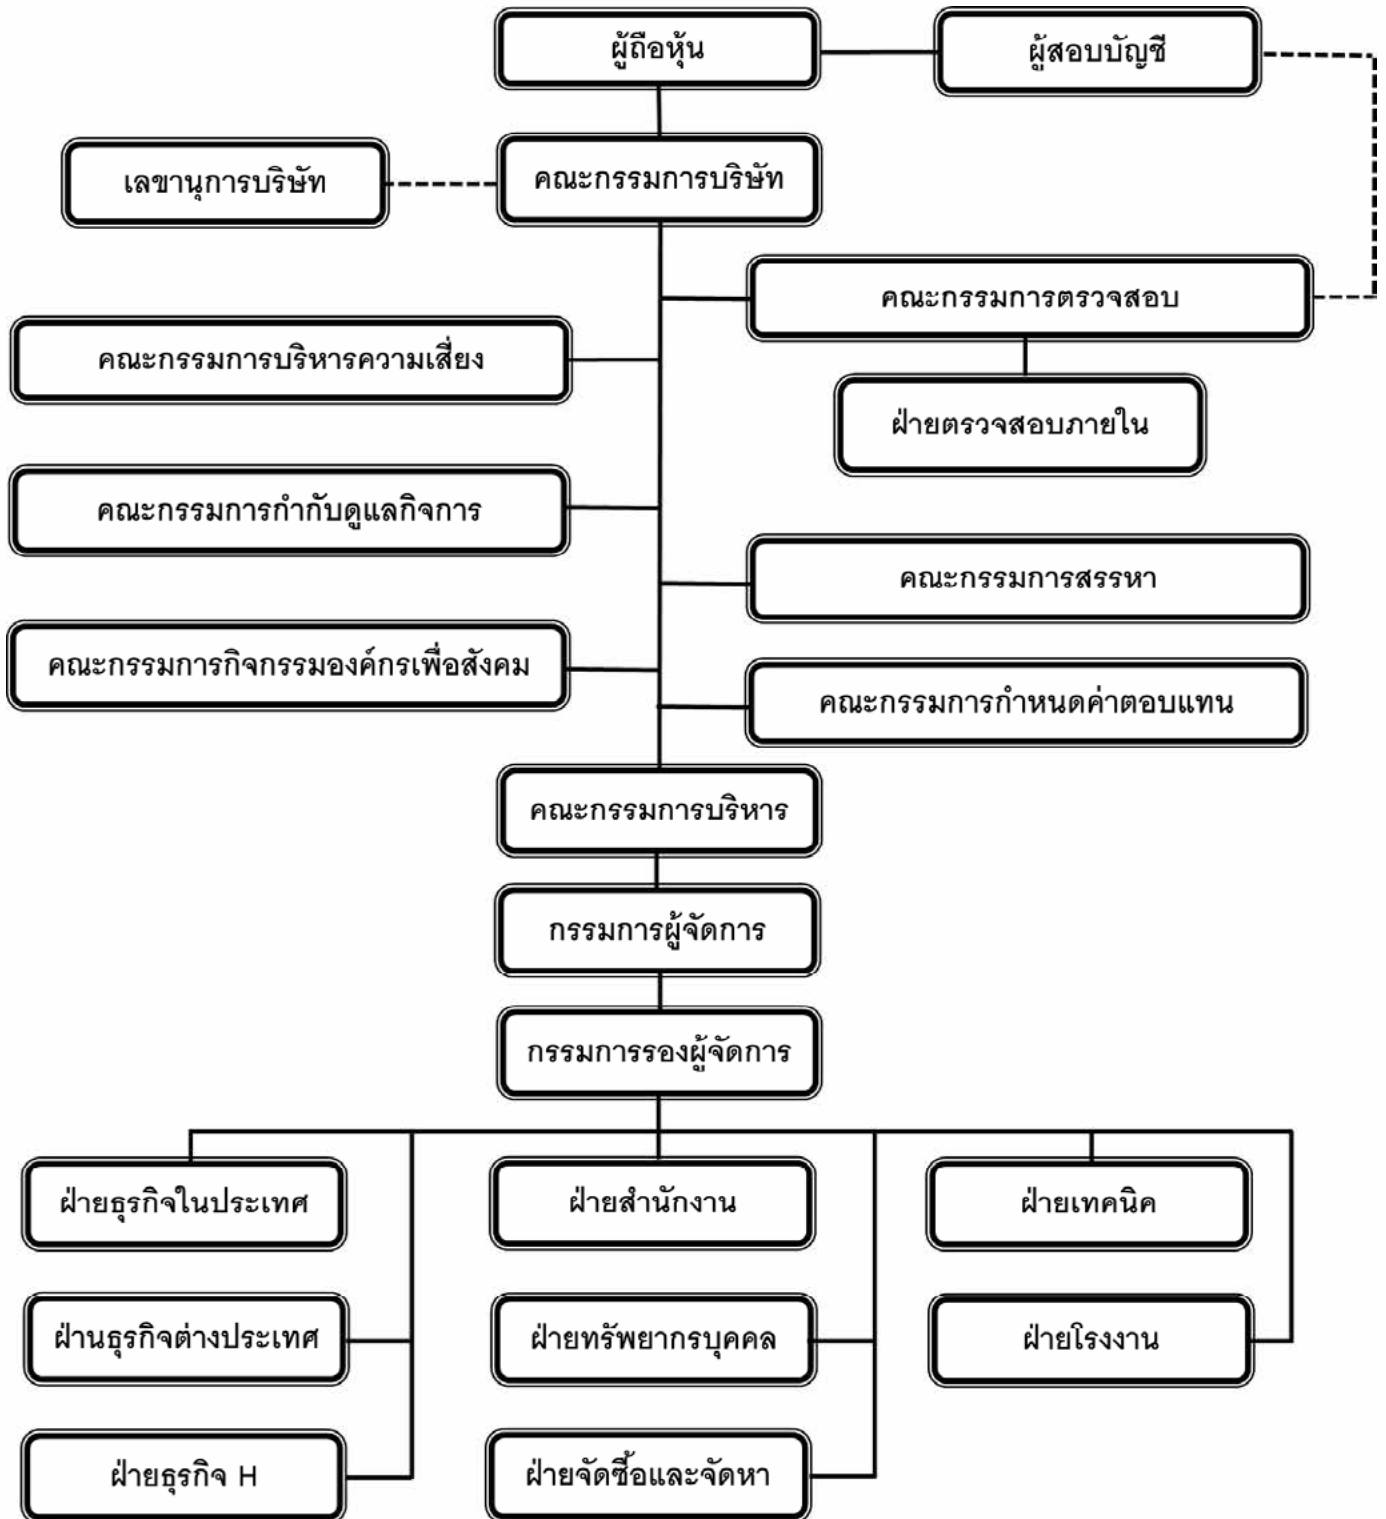 ผู้ถือหุ้น
ผู้สอบบัญชี
เลขานุการบริษัท
คณะกรรมการบริษัท
คณะกรรมการตรวจสอบ
คณะกรรมการบริหารความเสี่ยง
ฝ่ายตรวจสอบภายใน
คณะกรรมการกำกับดูแลกิจการ
คณะกรรมการสรรหา
คณะกรรมการกิจกรรมองค์กรเพื่อสังคม
คณะกรรมการกำหนดค่าตอบแทน
คณะกรรมการบริหาร
กรรมการผู้จัดการ
กรรมการรองผู้จัดการ
ฝ่ายธุรกิจในประเทศ
ฝ่ายสำนักงาน
ฝ่ายเทคนิค
ฝ่านธุรกิจต่างประเทศ
ฝ่ายทรัพยากรบุคคล
ฝ่ายโรงงาน
ฝ่ายธุรกิจ H
ฝ่ายจัดซื้อและจัดหา